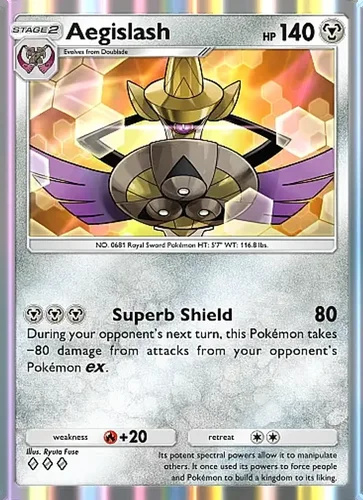 STAGE 2 Aegislash HP 140
Evolves from Doublade
NO. 0681 Royal Sword Pokémon HT: 5'7" WT: 116.8 lbs.
Superb Shield 80
During your opponent's next turn, this Pokémon takes
−80 damage from attacks from your opponent's
Pokémon ex.
weakness +20 retreat
Illus. Ryuta Fuse
Its potent spectral powers allow it to manipulate
others. It once used its powers to force people
and Pokémon to build a kingdom to its liking.